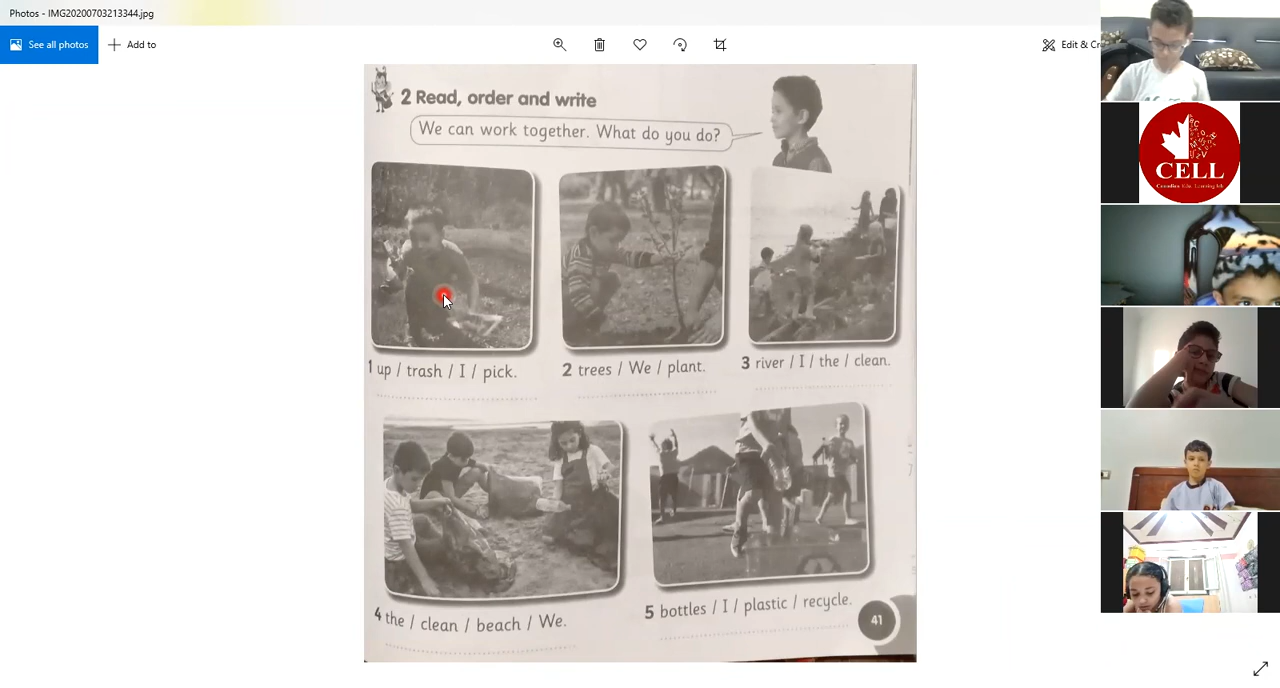 Photos - IMG20200703213344.jpg
See all photos
Add to
2 Read, order and write
We can work together. What do you do?
1 up / trash / I / pick.
2 trees / We / plant.
3 river / I / the / clean.
4 the / clean / beach / We.
5 bottles / I / plastic / recycle.
41
Edit & Cr
CELL